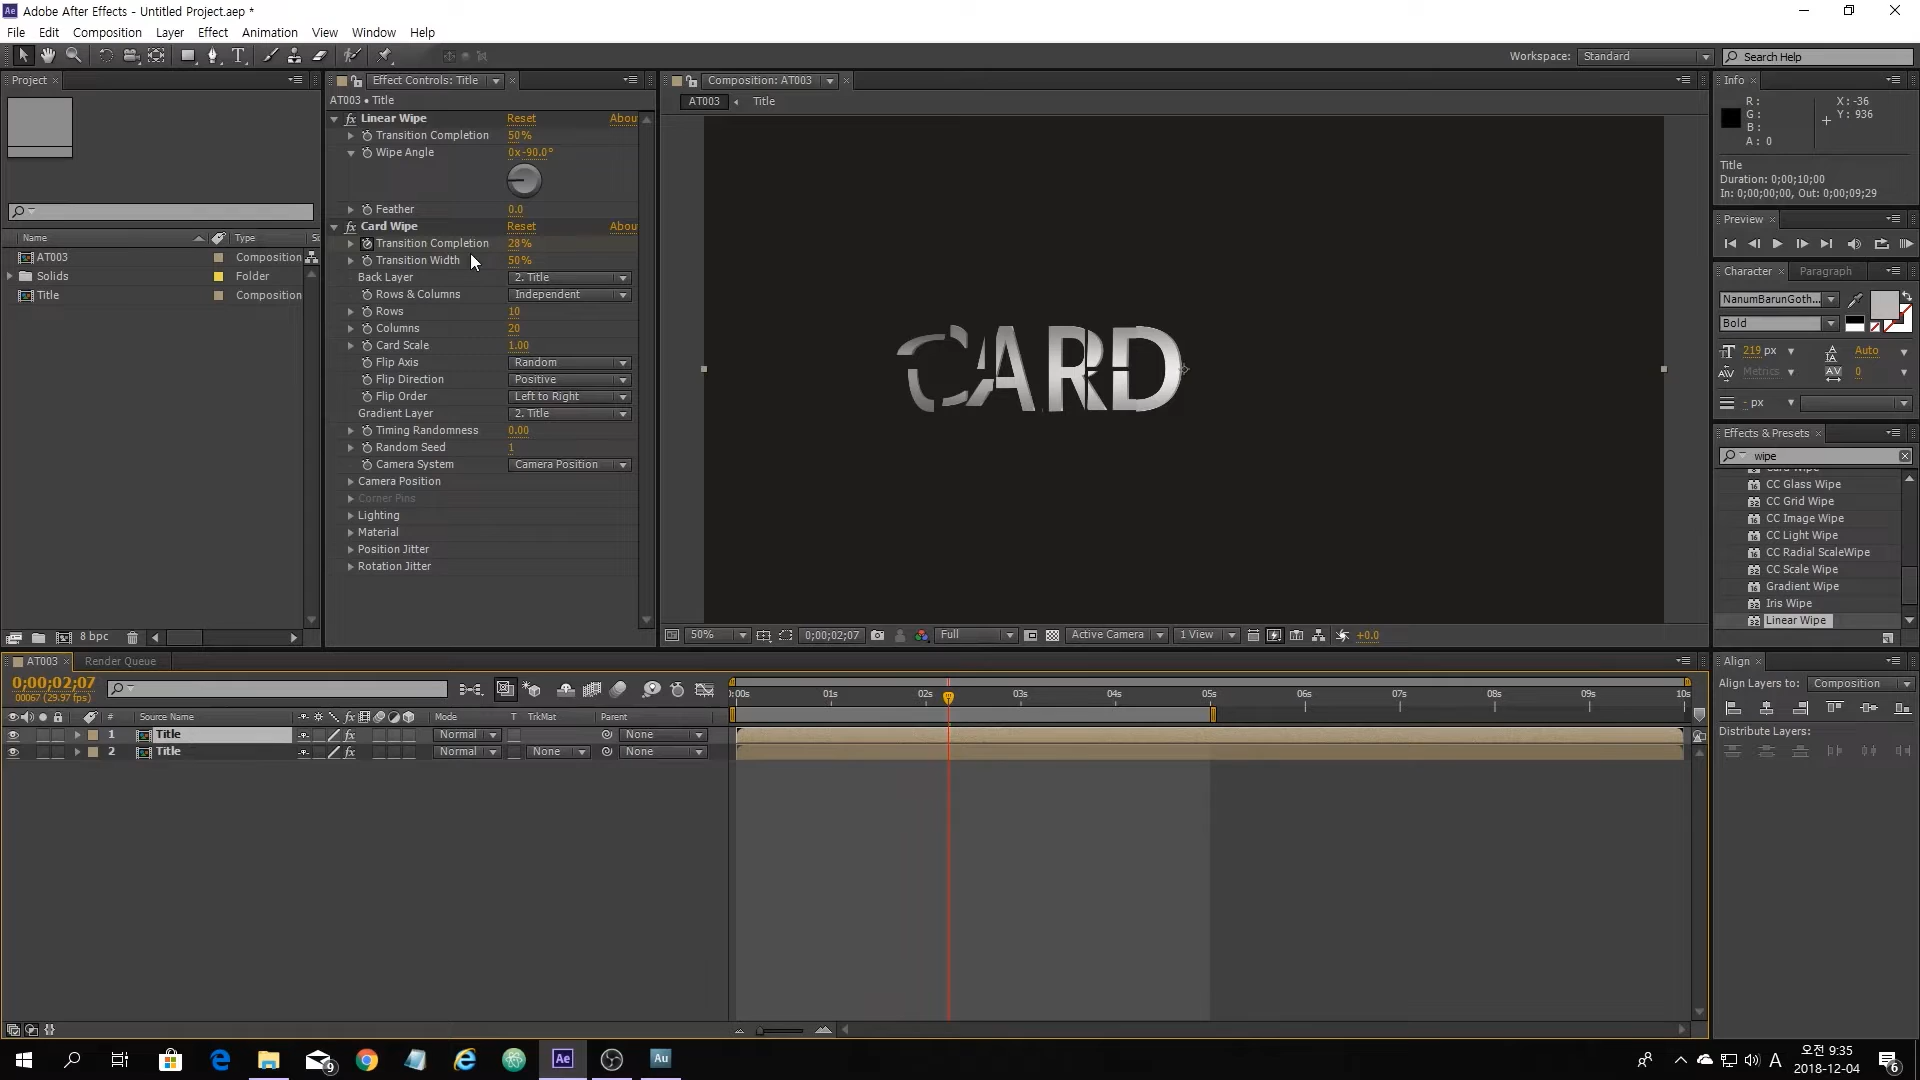 Adobe After Effects - Untitled Project.aep *
File Edit Composition Layer Effect Animation View Window Help
Workspace: Standard Search Help
Project
Name Type
AT003 Composition
Solids Folder
Title Composition
8 bpc
Effect Controls: Title
AT003 • Title
Linear Wipe Reset Abou
Transition Completion 50%
Wipe Angle 0x-90.0°
Feather 0.0
Card Wipe Reset Abou
Transition Completion 28%
Transition Width 50%
Back Layer 2. Title
Rows & Columns Independent
Rows 10
Columns 20
Card Scale 1.00
Flip Axis Random
Flip Direction Positive
Flip Order Left to Right
Gradient Layer 2. Title
Timing Randomness 0.00
Random Seed 1
Camera System Camera Position
Camera Position
Corner Pins
Lighting
Material
Position Jitter
Rotation Jitter
Composition: AT003
AT003 Title
CARD
50% 0;00;02;07 Full Active Camera 1 View +0.0
Info
R: X: -36
G: Y: 936
B:
A: 0
Title
Duration: 0;00;10;00
In: 0;00;00;00, Out: 0;00;09;29
Preview
Character Paragraph
NanumBarunGoth...
Bold
219 px Auto
Metrics 0
- px
Effects & Presets
wipe
Card Wipe
CC Glass Wipe
CC Grid Wipe
CC Image Wipe
CC Light Wipe
CC Radial ScaleWipe
CC Scale Wipe
Gradient Wipe
Iris Wipe
Linear Wipe
AT003 Render Queue
0;00;02;07
00067 (29.97 fps)
# Source Name Mode T TrkMat Parent
1 Title Normal None
2 Title Normal None None
):00s 01s 02s 03s 04s 05s 06s 07s 08s 09s 10s
Align
Align Layers to: Composition
Distribute Layers:
Ae Au
9
A
오전 9:35
2018-12-04
6